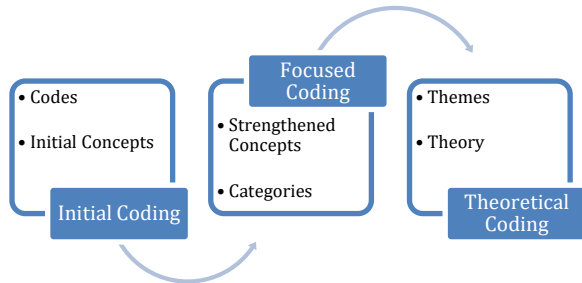 • Codes
• Initial Concepts
Initial Coding
Focused
Coding
• Strengthened
Concepts
• Categories
• Themes
• Theory
Theoretical
Coding